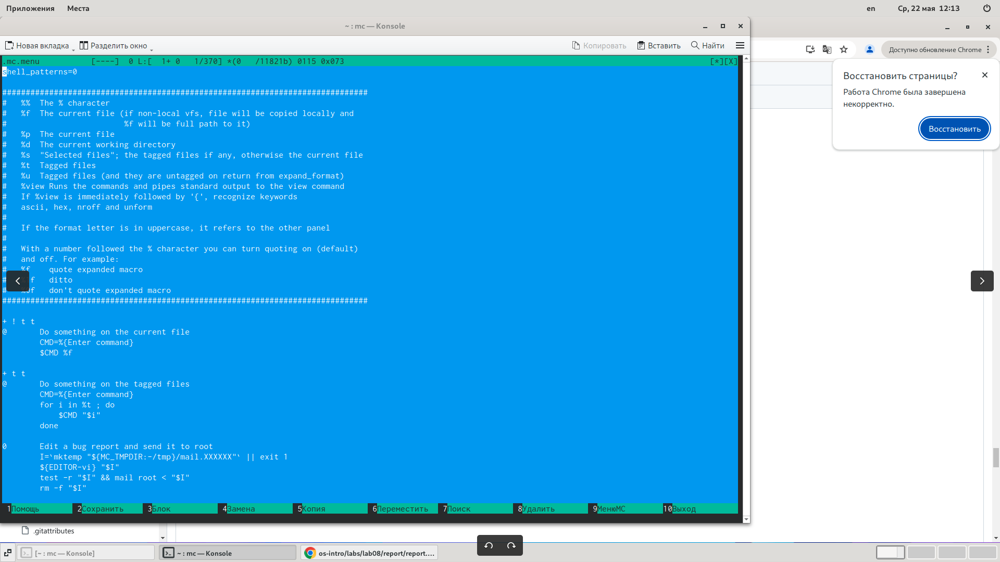 Приложения Места en Ср, 22 мая 12:13
~ : mc — Konsole
Новая вкладка Разделить окно Копировать Вставить Найти
Доступно обновление Chrome
.mc.menu [----] 0 L:[ 1+ 0 1/370] *(0 /11821b) 0115 0x073 [*][X]
shell_patterns=0
##############################################################################
# %% The % character
# %f The current file (if non-local vfs, file will be copied locally and
# %f will be full path to it)
# %p The current file
# %d The current working directory
# %s "Selected files"; the tagged files if any, otherwise the current file
# %t Tagged files
# %u Tagged files (and they are untagged on return from expand_format)
# %view Runs the commands and pipes standard output to the view command
# If %view is immediately followed by '{', recognize keywords
# ascii, hex, nroff and unform
#
# If the format letter is in uppercase, it refers to the other panel
#
# With a number followed the % character you can turn quoting on (default)
# and off. For example:
# %f quote expanded macro
# f ditto
# f don't quote expanded macro
##############################################################################
+ ! t t
@ Do something on the current file
CMD=%{Enter command}
$CMD %f
+ t t
@ Do something on the tagged files
CMD=%{Enter command}
for i in %t ; do
$CMD "$i"
done
0 Edit a bug report and send it to root
I=`mktemp "${MC_TMPDIR:-/tmp}/mail.XXXXXX"` || exit 1
${EDITOR-vi} "$I"
test -r "$I" && mail root < "$I"
rm -f "$I"
1Помощь 2Сохранить 3Блок 4Замена 5Копия 6Переместить 7Поиск 8Удалить 9МенюMC 10Выход
Восстановить страницы?
Работа Chrome была завершена
некорректно.
Восстановить
.gitattributes
[~ : mc — Konsole] ~ : mc — Konsole os-intro/labs/lab08/report/report....